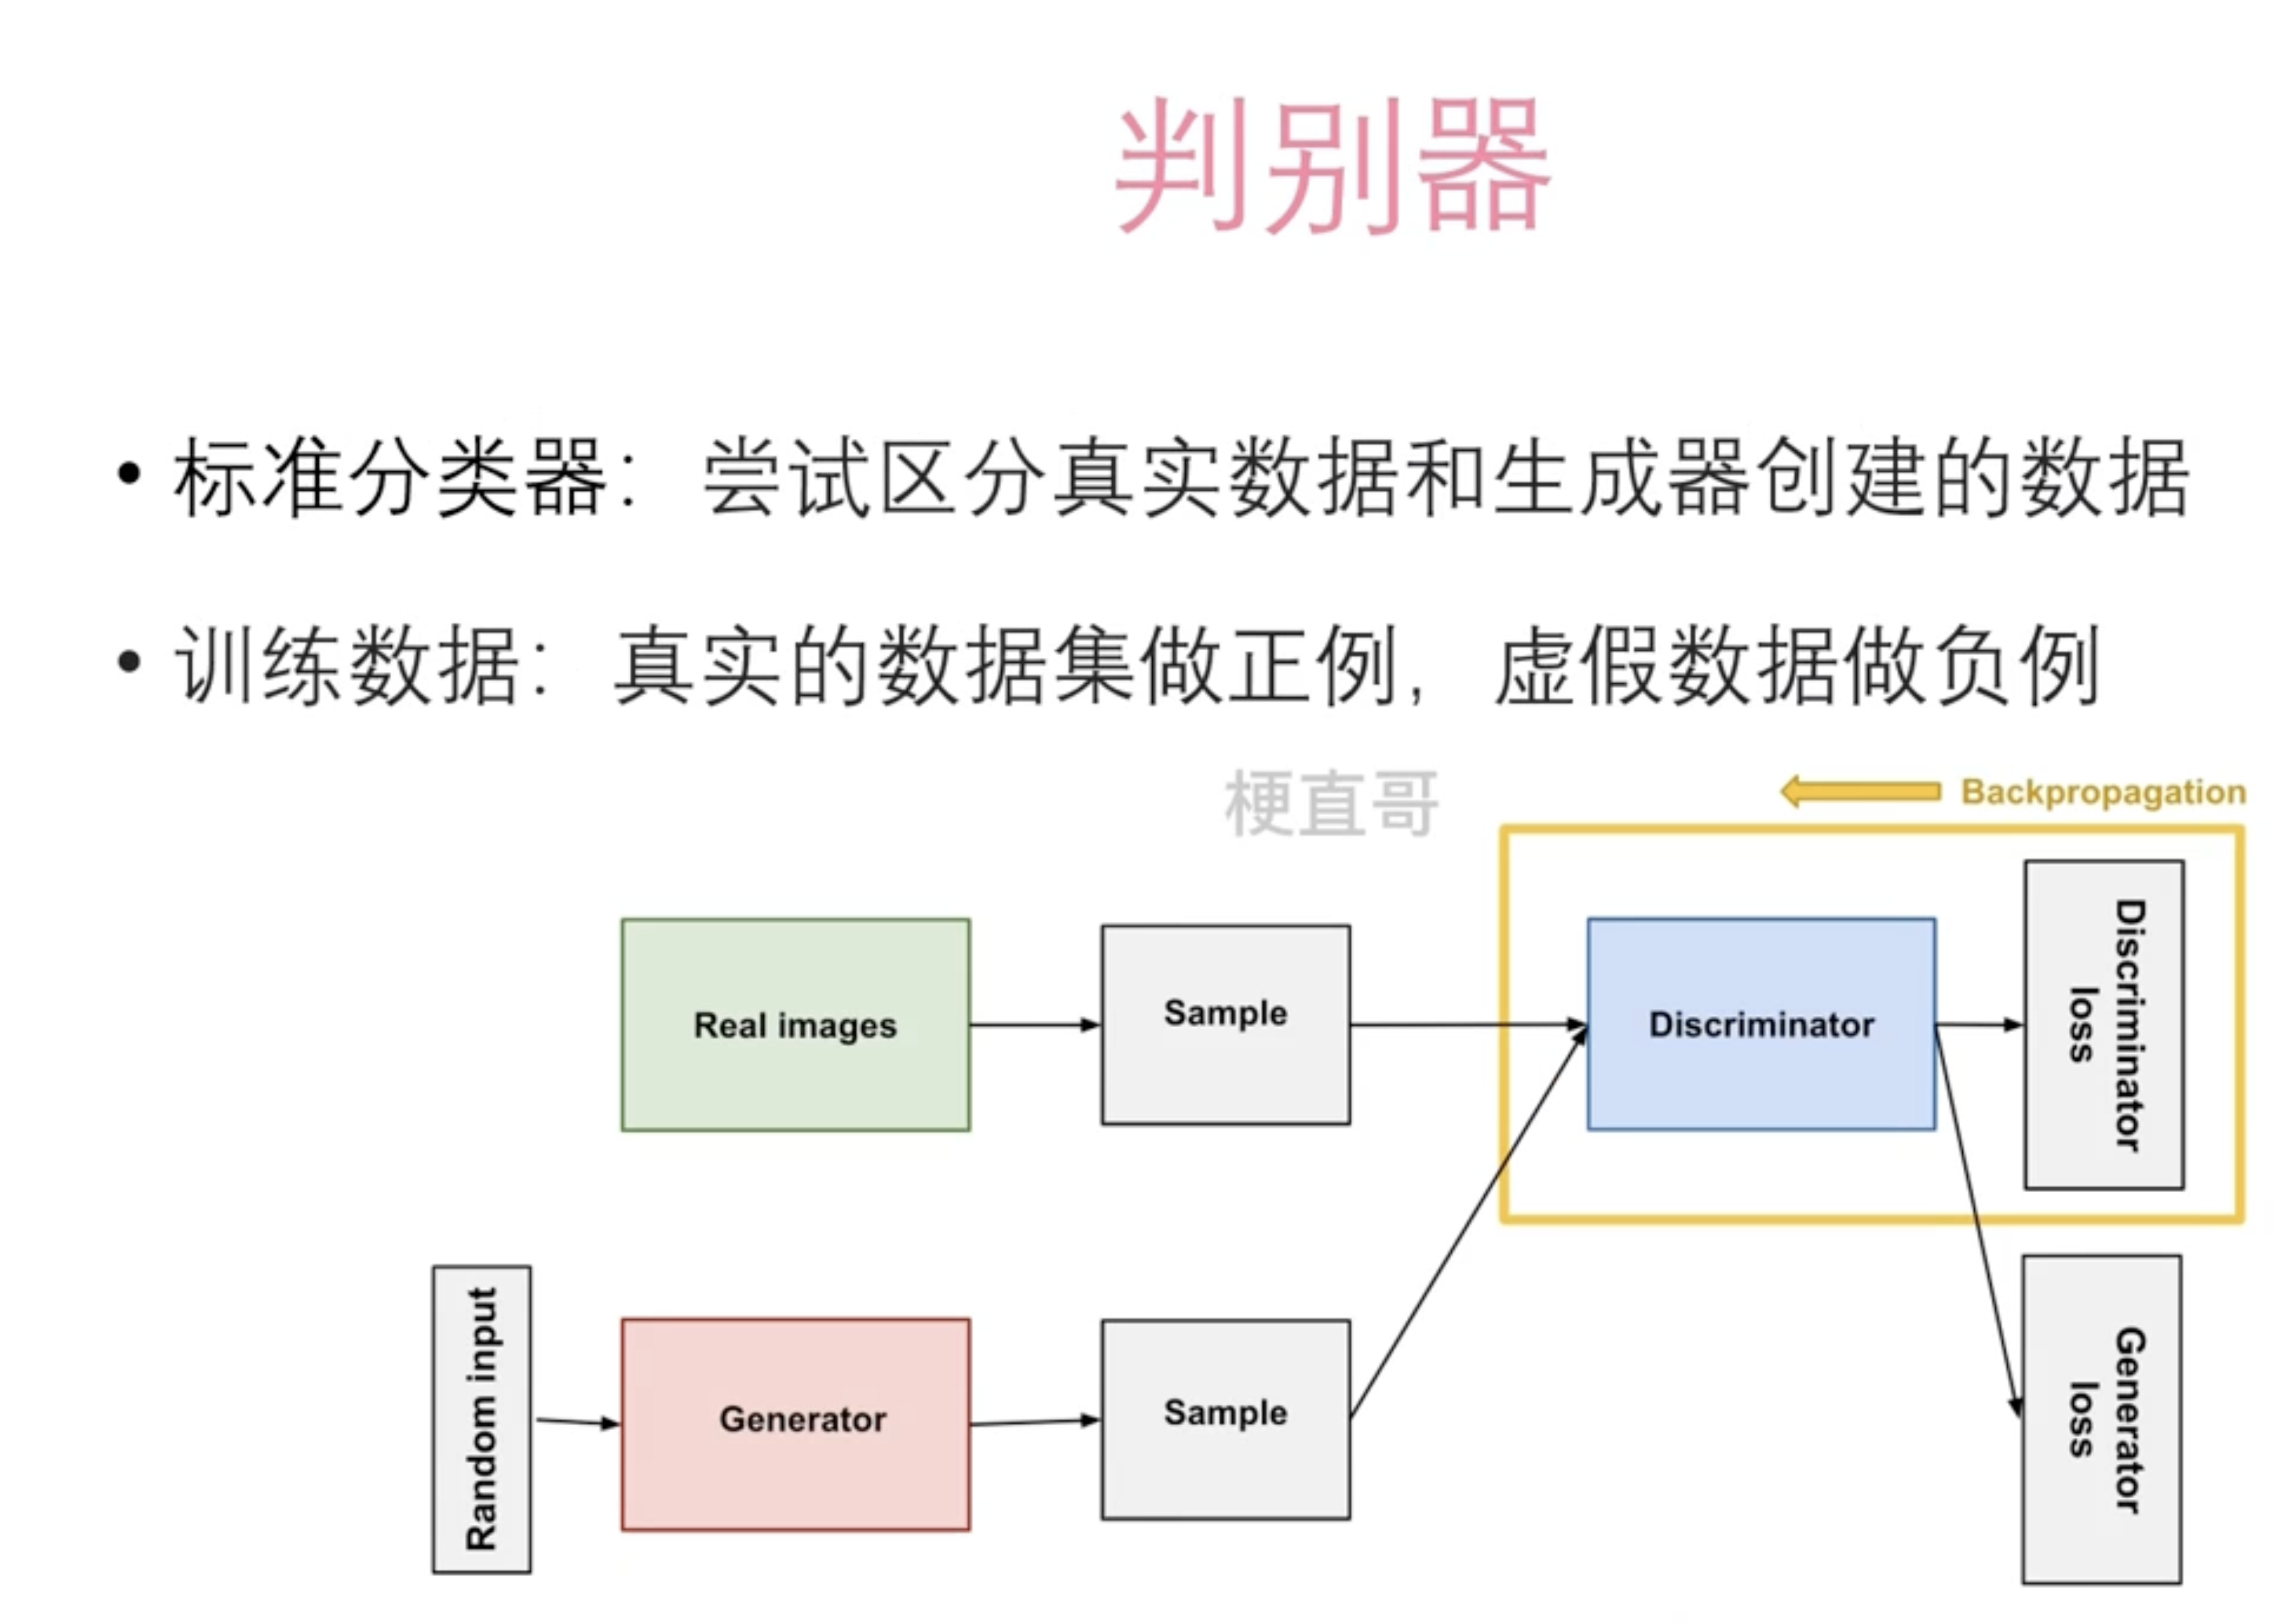 判别器
• 标准分类器： 尝试区分真实数据和生成器创建的数据
• 训练数据： 真实的数据集做正例， 虚假数据做负例
梗直哥
Backpropagation
Real images
Sample
Discriminator
Discriminator
loss
Random input
Generator
Sample
Generator
loss